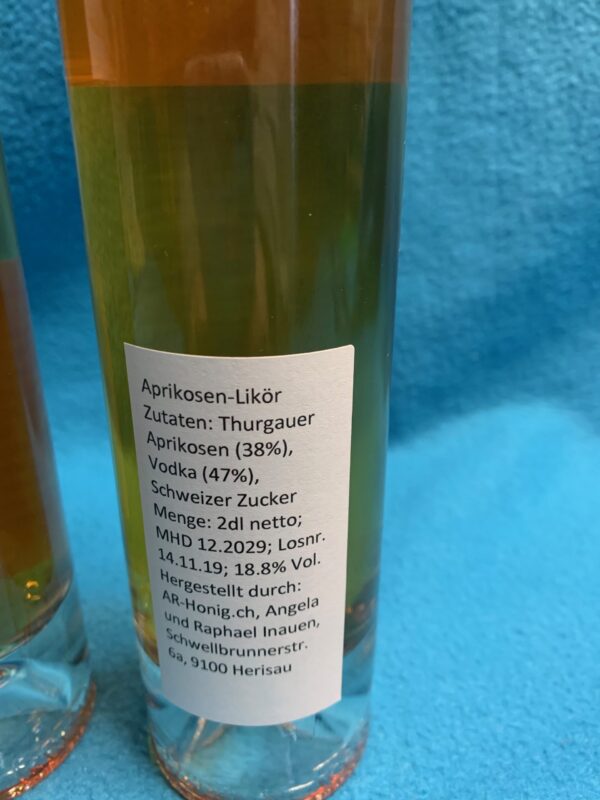 Aprikosen-Likör
Zutaten: Thurgauer
Aprikosen (38%),
Vodka (47%),
Schweizer Zucker
Menge: 2dl netto;
MHD 12.2029; Losnr.
14.11.19; 18.8% Vol.
Hergestellt durch:
AR-Honig.ch, Angela
und Raphael Inauen,
Schwellbrunnerstr.
6a, 9100 Herisau